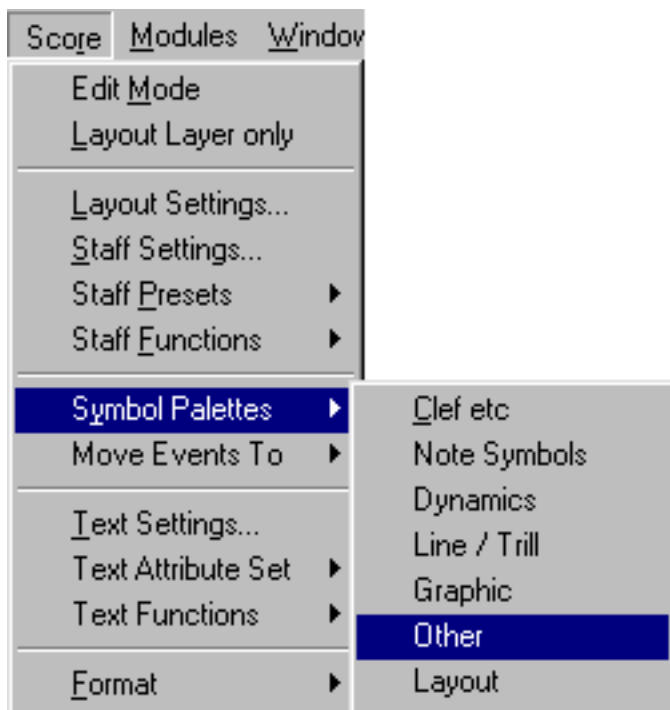 Score Modules Window
Edit Mode
Layout Layer only
Layout Settings...
Staff Settings...
Staff Presets
Staff Functions
Symbol Palettes
Move Events To
Text Settings...
Text Attribute Set
Text Functions
Format
Clef etc
Note Symbols
Dynamics
Line / Trill
Graphic
Other
Layout